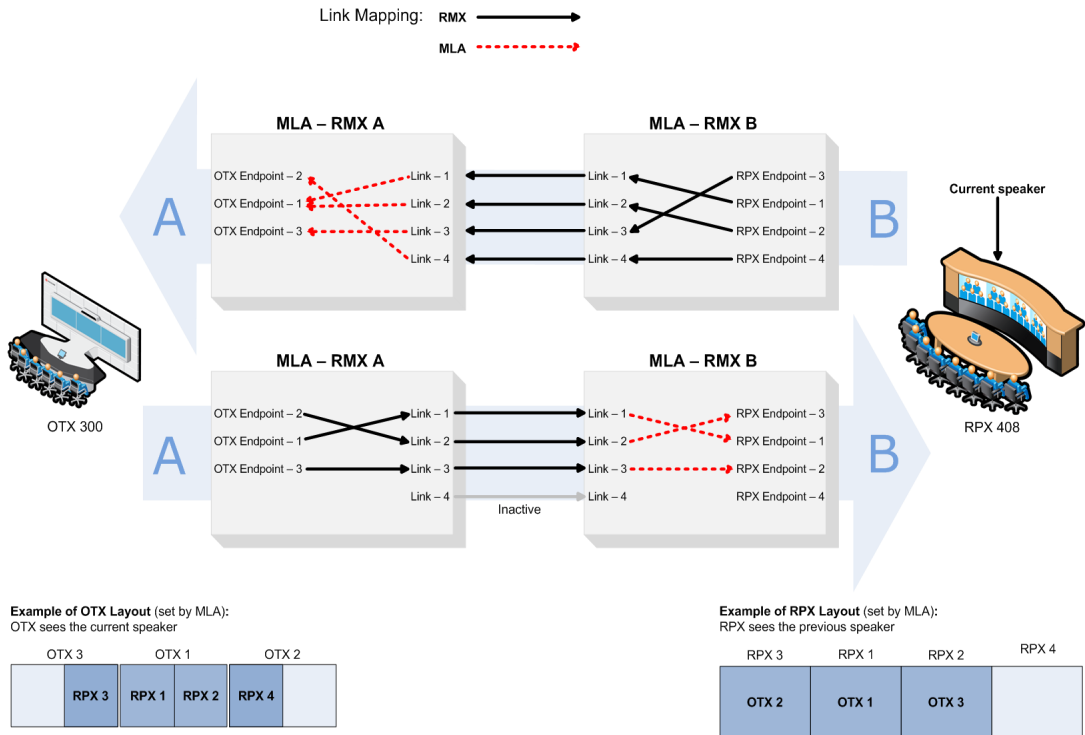 Link Mapping: RMX
MLA
MLA – RMX A
MLA – RMX B
OTX Endpoint – 2
Link – 1
Link – 1
RPX Endpoint – 3
OTX Endpoint – 1
Link – 2
Link – 2
RPX Endpoint – 1
OTX Endpoint – 3
Link – 3
Link – 3
RPX Endpoint – 2
Link – 4
Link – 4
RPX Endpoint – 4
A
B
Current speaker
OTX 300
RPX 408
MLA – RMX A
MLA – RMX B
OTX Endpoint – 2
Link – 1
Link – 1
RPX Endpoint – 3
OTX Endpoint – 1
Link – 2
Link – 2
RPX Endpoint – 1
OTX Endpoint – 3
Link – 3
Link – 3
RPX Endpoint – 2
Link – 4
Link – 4
RPX Endpoint – 4
Inactive
A
B
Example of OTX Layout (set by MLA):
OTX sees the current speaker
OTX 3
OTX 1
OTX 2
RPX 3
RPX 1
RPX 2
RPX 4
Example of RPX Layout (set by MLA):
RPX sees the previous speaker
RPX 3
RPX 1
RPX 2
RPX 4
OTX 2
OTX 1
OTX 3